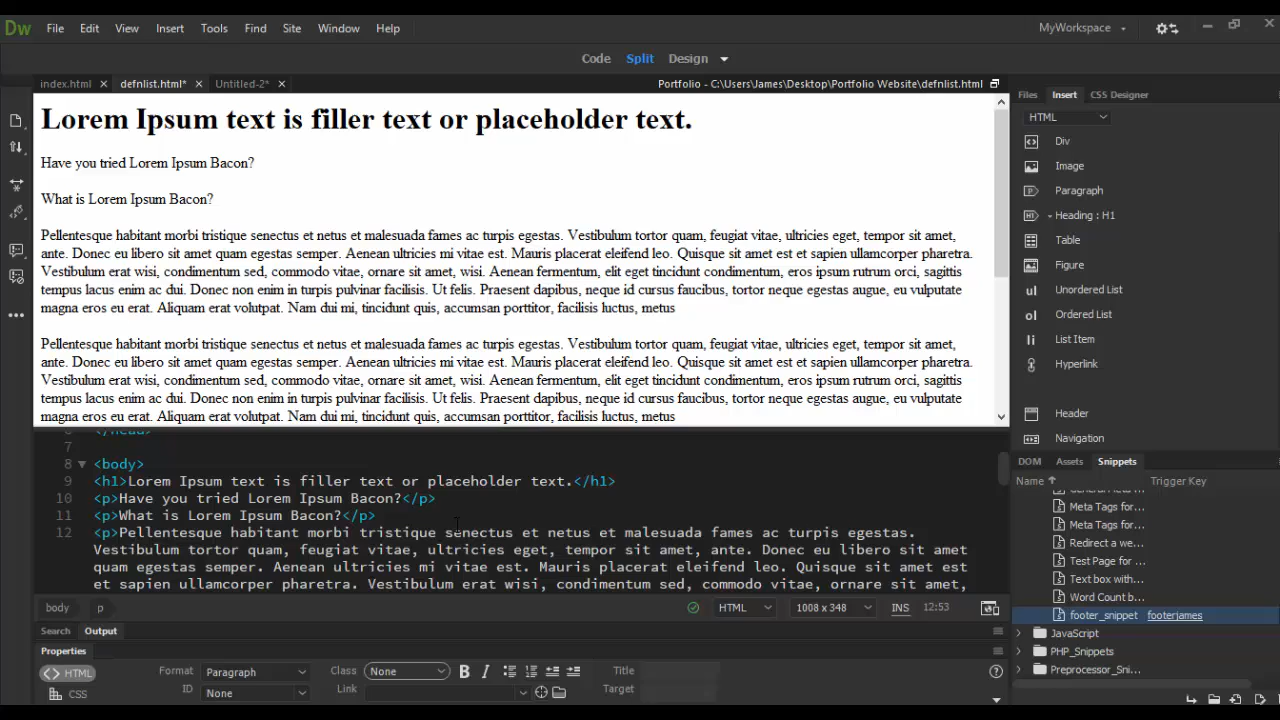 Dw File Edit View Insert Tools Find Site Window Help MyWorkspace
Code Split Design
index.html defnlist.html* Untitled-2* Portfolio - C:\Users\James\Desktop\Portfolio Website\defnlist.html
Lorem Ipsum text is filler text or placeholder text.
Have you tried Lorem Ipsum Bacon?
What is Lorem Ipsum Bacon?
Pellentesque habitant morbi tristique senectus et netus et malesuada fames ac turpis egestas. Vestibulum tortor quam, feugiat vitae, ultricies eget, tempor sit amet,
ante. Donec eu libero sit amet quam egestas semper. Aenean ultricies mi vitae est. Mauris placerat eleifend leo. Quisque sit amet est et sapien ullamcorper pharetra.
Vestibulum erat wisi, condimentum sed, commodo vitae, ornare sit amet, wisi. Aenean fermentum, elit eget tincidunt condimentum, eros ipsum rutrum orci, sagittis
tempus lacus enim ac dui. Donec non enim in turpis pulvinar facilisis. Ut felis. Praesent dapibus, neque id cursus faucibus, tortor neque egestas augue, eu vulputate
magna eros eu erat. Aliquam erat volutpat. Nam dui mi, tincidunt quis, accumsan porttitor, facilisis luctus, metus
Pellentesque habitant morbi tristique senectus et netus et malesuada fames ac turpis egestas. Vestibulum tortor quam, feugiat vitae, ultricies eget, tempor sit amet,
ante. Donec eu libero sit amet quam egestas semper. Aenean ultricies mi vitae est. Mauris placerat eleifend leo. Quisque sit amet est et sapien ullamcorper pharetra.
Vestibulum erat wisi, condimentum sed, commodo vitae, ornare sit amet, wisi. Aenean fermentum, elit eget tincidunt condimentum, eros ipsum rutrum orci, sagittis
tempus lacus enim ac dui. Donec non enim in turpis pulvinar facilisis. Ut felis. Praesent dapibus, neque id cursus faucibus, tortor neque egestas augue, eu vulputate
magna eros eu erat. Aliquam erat volutpat. Nam dui mi, tincidunt quis, accumsan porttitor, facilisis luctus, metus
6 </head>
7
8 <body>
9 <h1>Lorem Ipsum text is filler text or placeholder text.</h1>
10 <p>Have you tried Lorem Ipsum Bacon?</p>
11 <p>What is Lorem Ipsum Bacon?</p>
12 <p>Pellentesque habitant morbi tristique senectus et netus et malesuada fames ac turpis egestas.
Vestibulum tortor quam, feugiat vitae, ultricies eget, tempor sit amet, ante. Donec eu libero sit amet
quam egestas semper. Aenean ultricies mi vitae est. Mauris placerat eleifend leo. Quisque sit amet est
et sapien ullamcorper pharetra. Vestibulum erat wisi, condimentum sed, commodo vitae, ornare sit amet,
body p HTML 1008 x 348 INS 12:53
Search Output
Properties
HTML Format Paragraph Class None B I Title
CSS ID None Link Target
Files Insert CSS Designer
HTML
Div
Image
Paragraph
Heading : H1
Table
Figure
ul Unordered List
ol Ordered List
li List Item
Hyperlink
Header
Navigation
DOM Assets Snippets
Name Trigger Key
Meta Tags for...
Meta Tags for...
Redirect a we...
Test Page for ...
Text box with...
Word Count b...
footer_snippet footerjames
JavaScript
PHP_Snippets
Preprocessor_Sni...